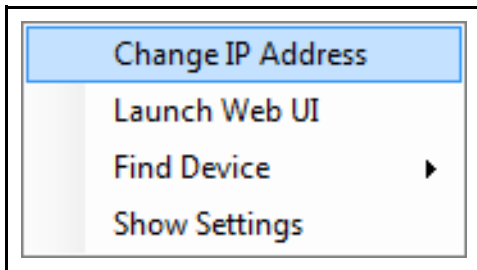 Change IP Address
Launch Web UI
Find Device
Show Settings